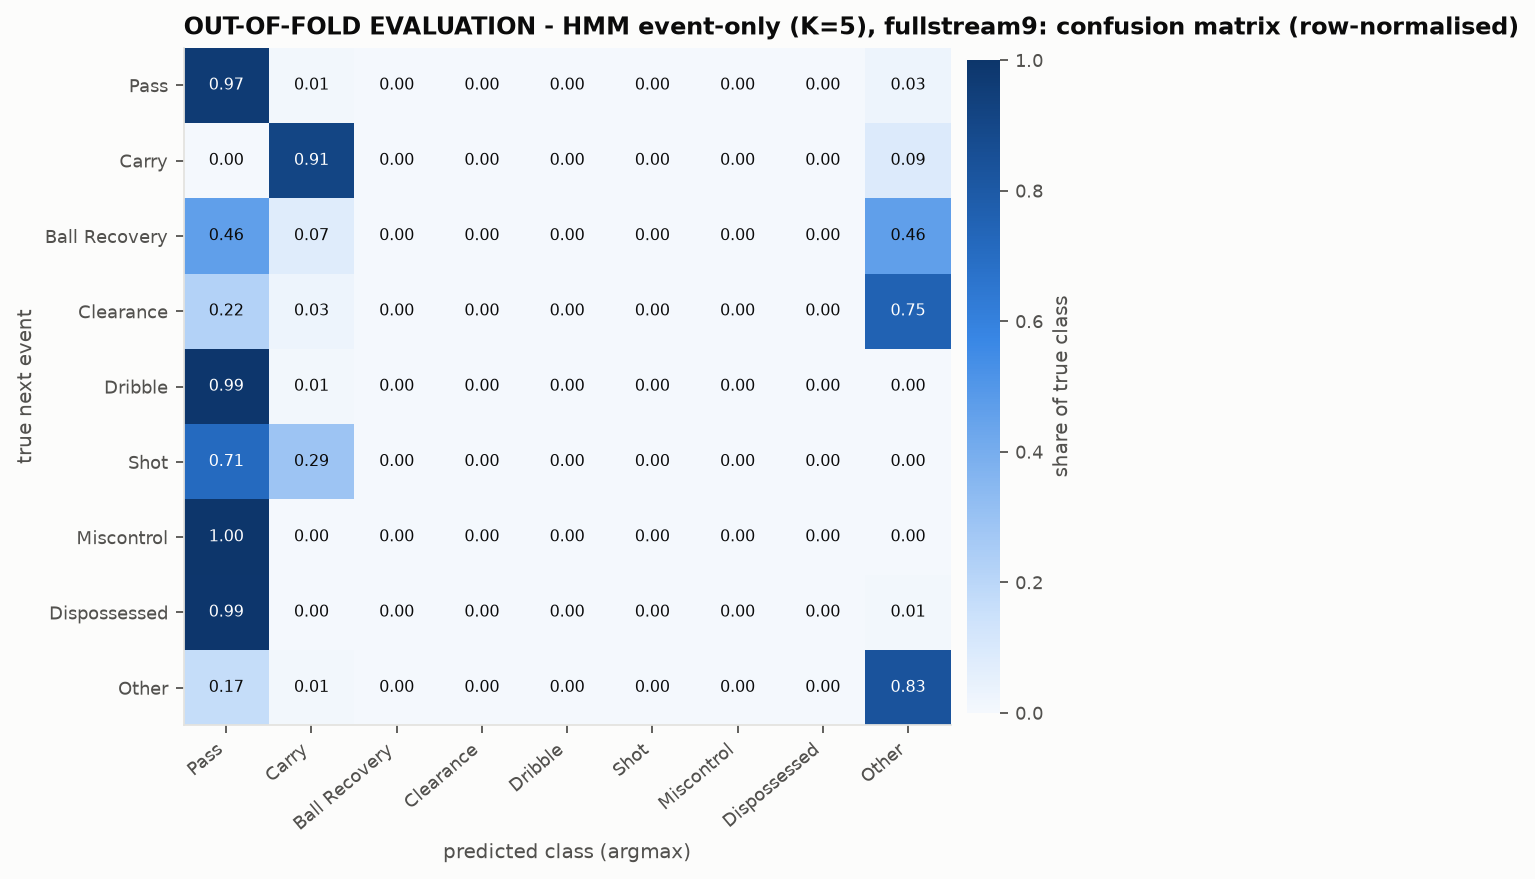 OUT-OF-FOLD EVALUATION - HMM event-only (K=5), fullstream9: confusion matrix (row-normalised)
Pass 0.97 0.01 0.00 0.00 0.00 0.00 0.00 0.00 0.03
Carry 0.00 0.91 0.00 0.00 0.00 0.00 0.00 0.00 0.09
Ball Recovery 0.46 0.07 0.00 0.00 0.00 0.00 0.00 0.00 0.46
Clearance 0.22 0.03 0.00 0.00 0.00 0.00 0.00 0.00 0.75
Dribble 0.99 0.01 0.00 0.00 0.00 0.00 0.00 0.00 0.00
Shot 0.71 0.29 0.00 0.00 0.00 0.00 0.00 0.00 0.00
Miscontrol 1.00 0.00 0.00 0.00 0.00 0.00 0.00 0.00 0.00
Dispossessed 0.99 0.00 0.00 0.00 0.00 0.00 0.00 0.00 0.01
Other 0.17 0.01 0.00 0.00 0.00 0.00 0.00 0.00 0.83
true next event
Pass Carry Ball Recovery Clearance Dribble Shot Miscontrol Dispossessed Other
predicted class (argmax)
1.0
0.8
0.6
0.4
0.2
0.0
share of true class